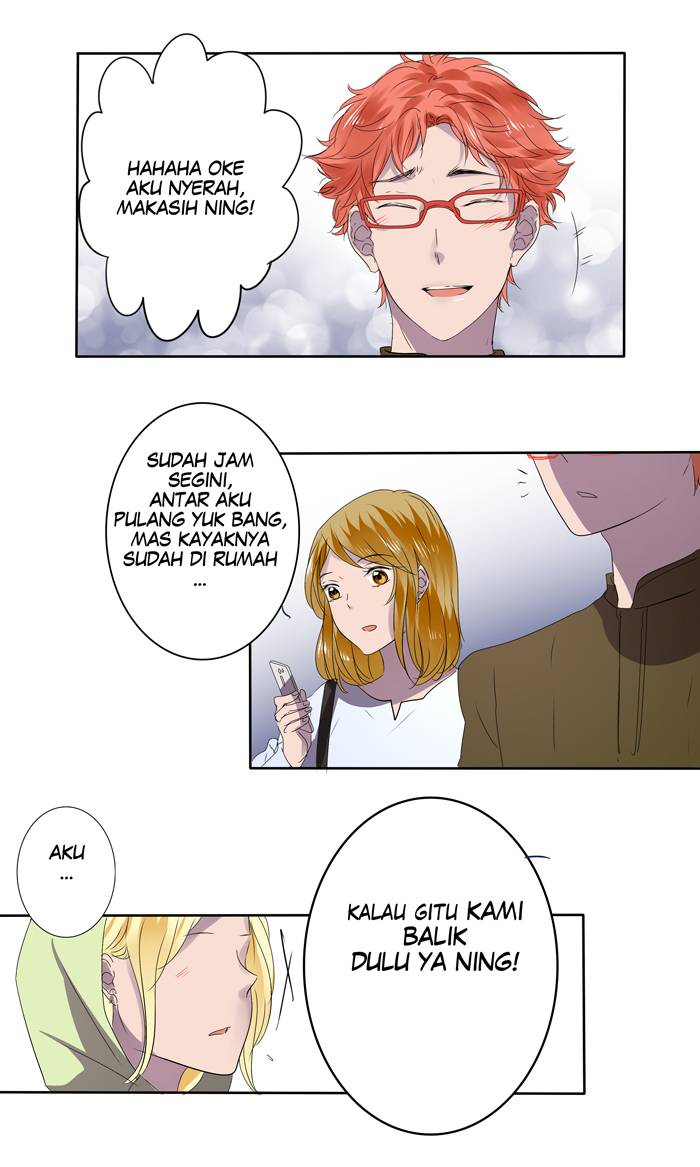 HAHAHA OKE
AKU NYERAH,
MAKASIH NING!
SUDAH JAM
SEGINI,
ANTAR AKU
PULANG YUK BANG,
MAS KAYAKNYA
SUDAH DI RUMAH
...
AKU
...
KALAU GITU KAMI
BALIK
DULU YA NING!